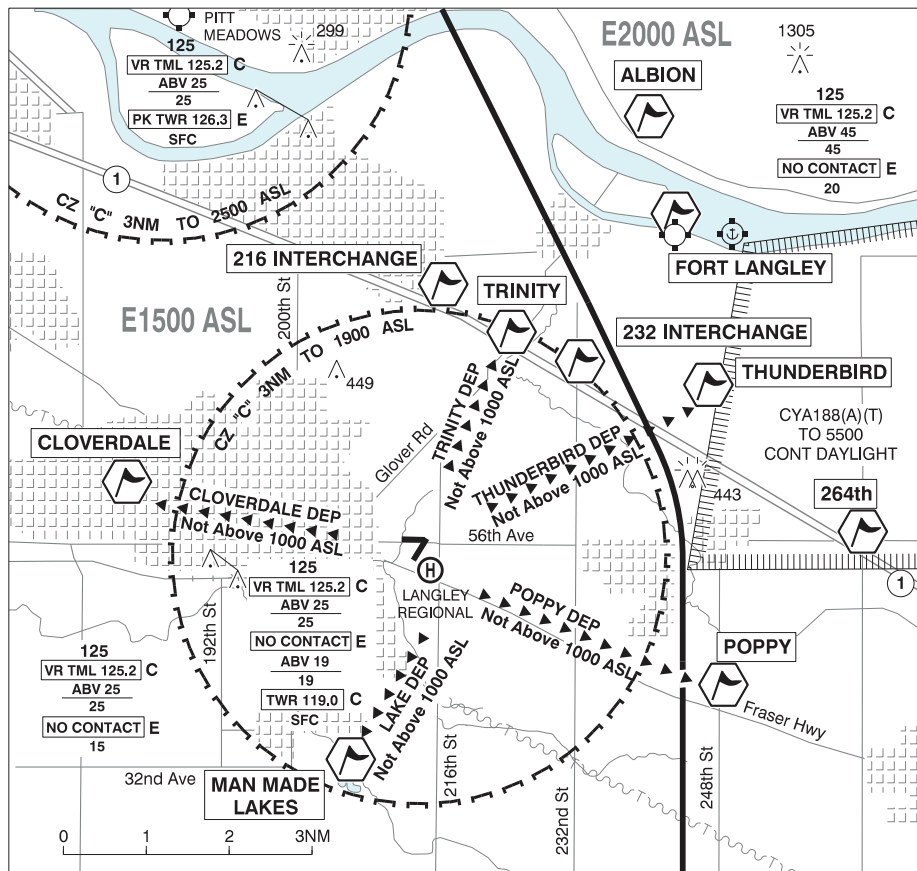 PITT
MEADOWS
299
125
VR TML 125.2 C
ABV 25
25
PK TWR 126.3 E
SFC
E2000 ASL
1305
ALBION
125
VR TML 125.2 C
ABV 45
45
NO CONTACT E
20
1
CZ "C" 3NM TO 2500 ASL
FORT LANGLEY
216 INTERCHANGE
TRINITY
232 INTERCHANGE
THUNDERBIRD
E1500 ASL
200th St
CZ "C" 3NM TO 1900 ASL
449
TRINITY DEP
Not Above 1000 ASL
Glover Rd
THUNDERBIRD DEP
Not Above 1000 ASL
CYA188(A)(T)
TO 5500
CONT DAYLIGHT
443
264th
1
CLOVERDALE
CLOVERDALE DEP
Not Above 1000 ASL
56th Ave
H
LANGLEY
REGIONAL
125
VR TML 125.2 C
ABV 25
25
NO CONTACT E
ABV 19
19
TWR 119.0 C
SFC
192th St
POPPY DEP
Not Above 1000 ASL
POPPY
Fraser Hwy
125
VR TML 125.2 C
ABV 25
25
NO CONTACT E
15
LAKE DEP
Not Above 1000 ASL
216th St
232nd St
248th St
32nd Ave
MAN MADE
LAKES
0 1 2 3NM